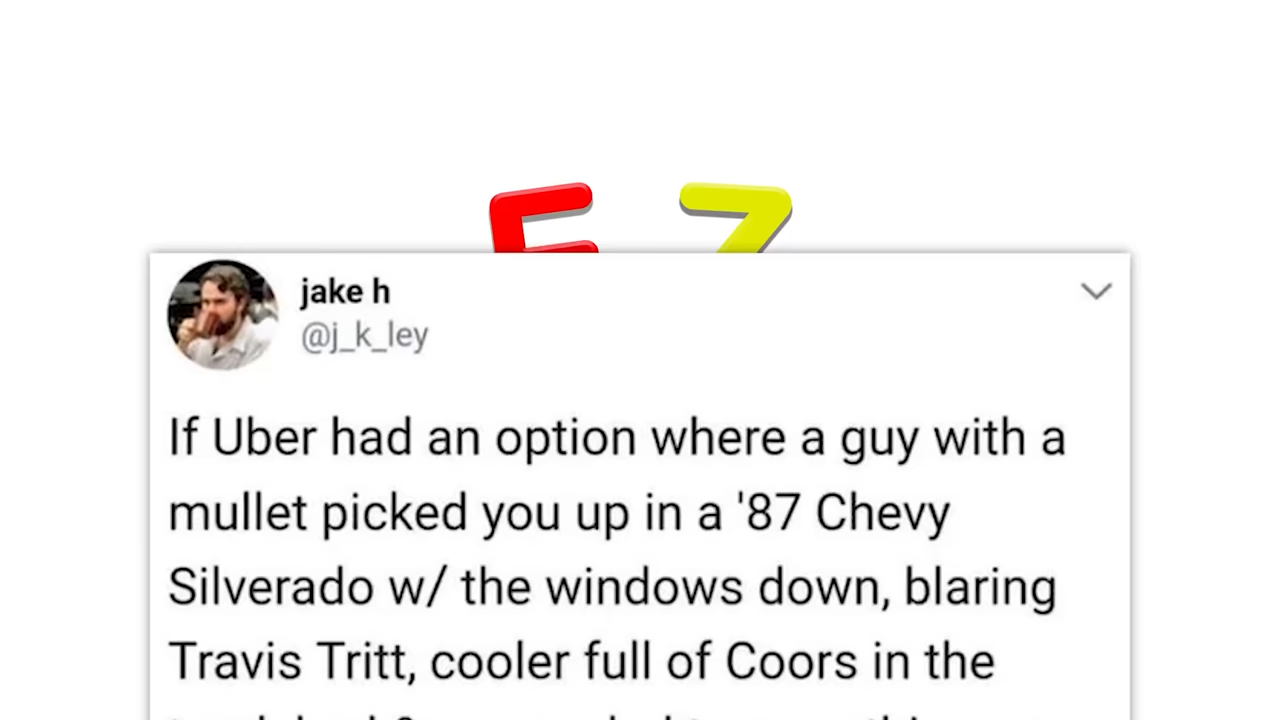 E Z
jake h
@j_k_ley
If Uber had an option where a guy with a
mullet picked you up in a '87 Chevy
Silverado w/ the windows down, blaring
Travis Tritt, cooler full of Coors in the